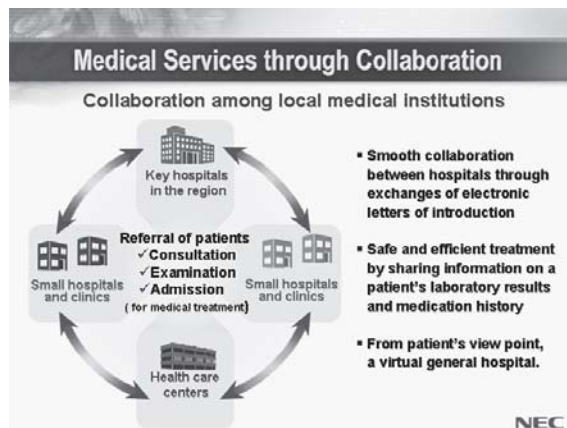 Medical Services through Collaboration
Collaboration among local medical institutions
Key hospitals
in the region
Referral of patients
✓Consultation
✓Examination
✓Admission
( for medical treatment)
Small hospitals
and clinics
Small hospitals
and clinics
Health care
centers
▪ Smooth collaboration
between hospitals through
exchanges of electronic
letters of introduction
▪ Safe and efficient treatment
by sharing information on a
patient's laboratory results
and medication history
▪ From patient's view point,
a virtual general hospital.
NEC